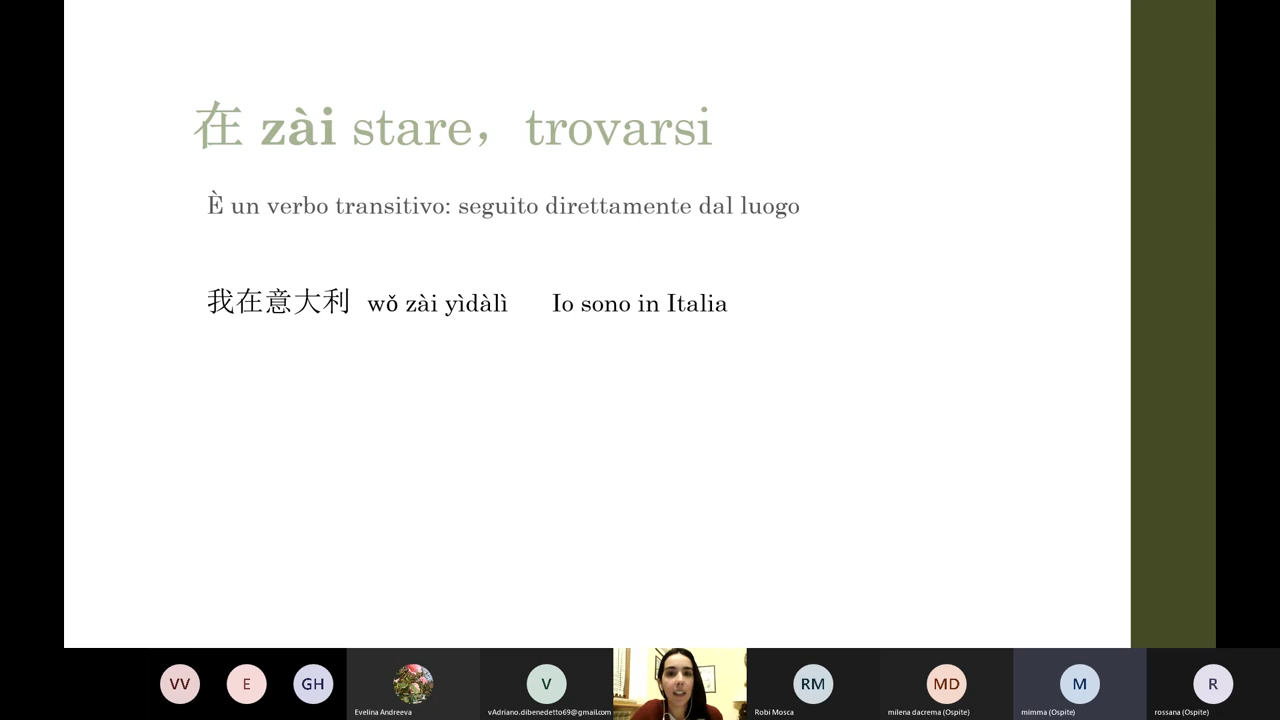 在 zài stare，trovarsi
È un verbo transitivo: seguito direttamente dal luogo
我在意大利 wǒ zài yìdàlì Io sono in Italia
VV
E
GH
Evelina Andreeva
V
vAdriano.dibenedetto69@gmail.com
RM
Robi Mosca
MD
milena dacrema (Ospite)
M
mimma (Ospite)
R
rossana (Ospite)